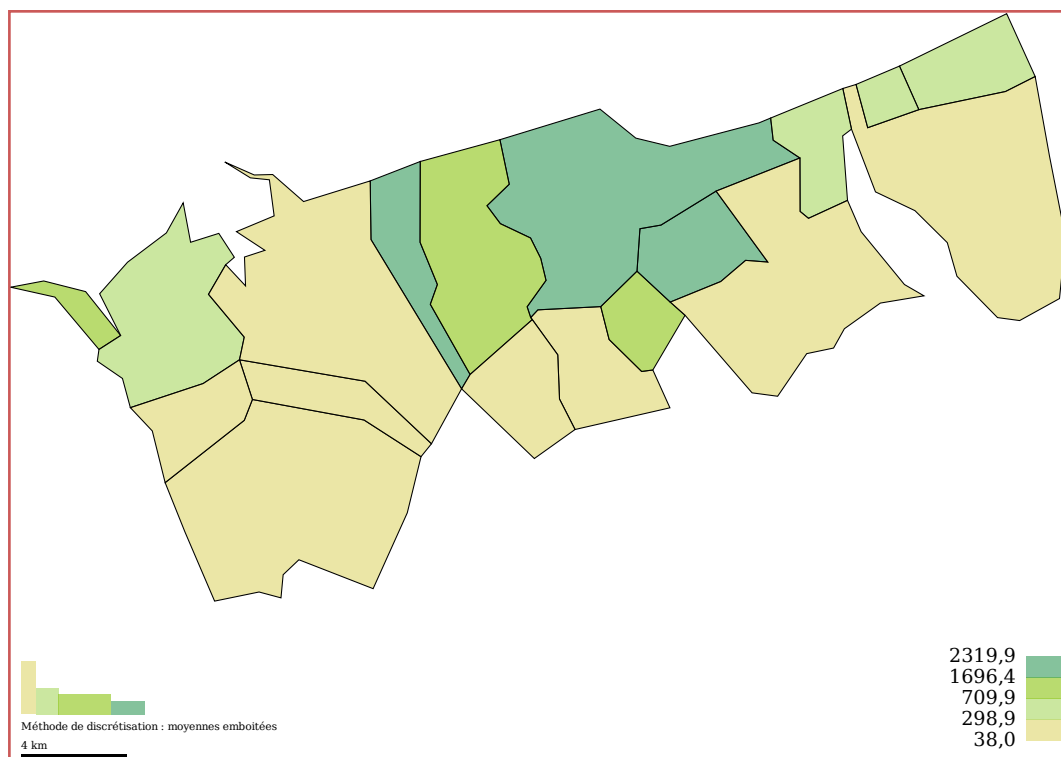 2319,9
1696,4
709,9
298,9
38,0
Méthode de discrétisation : moyennes emboitées
4 km